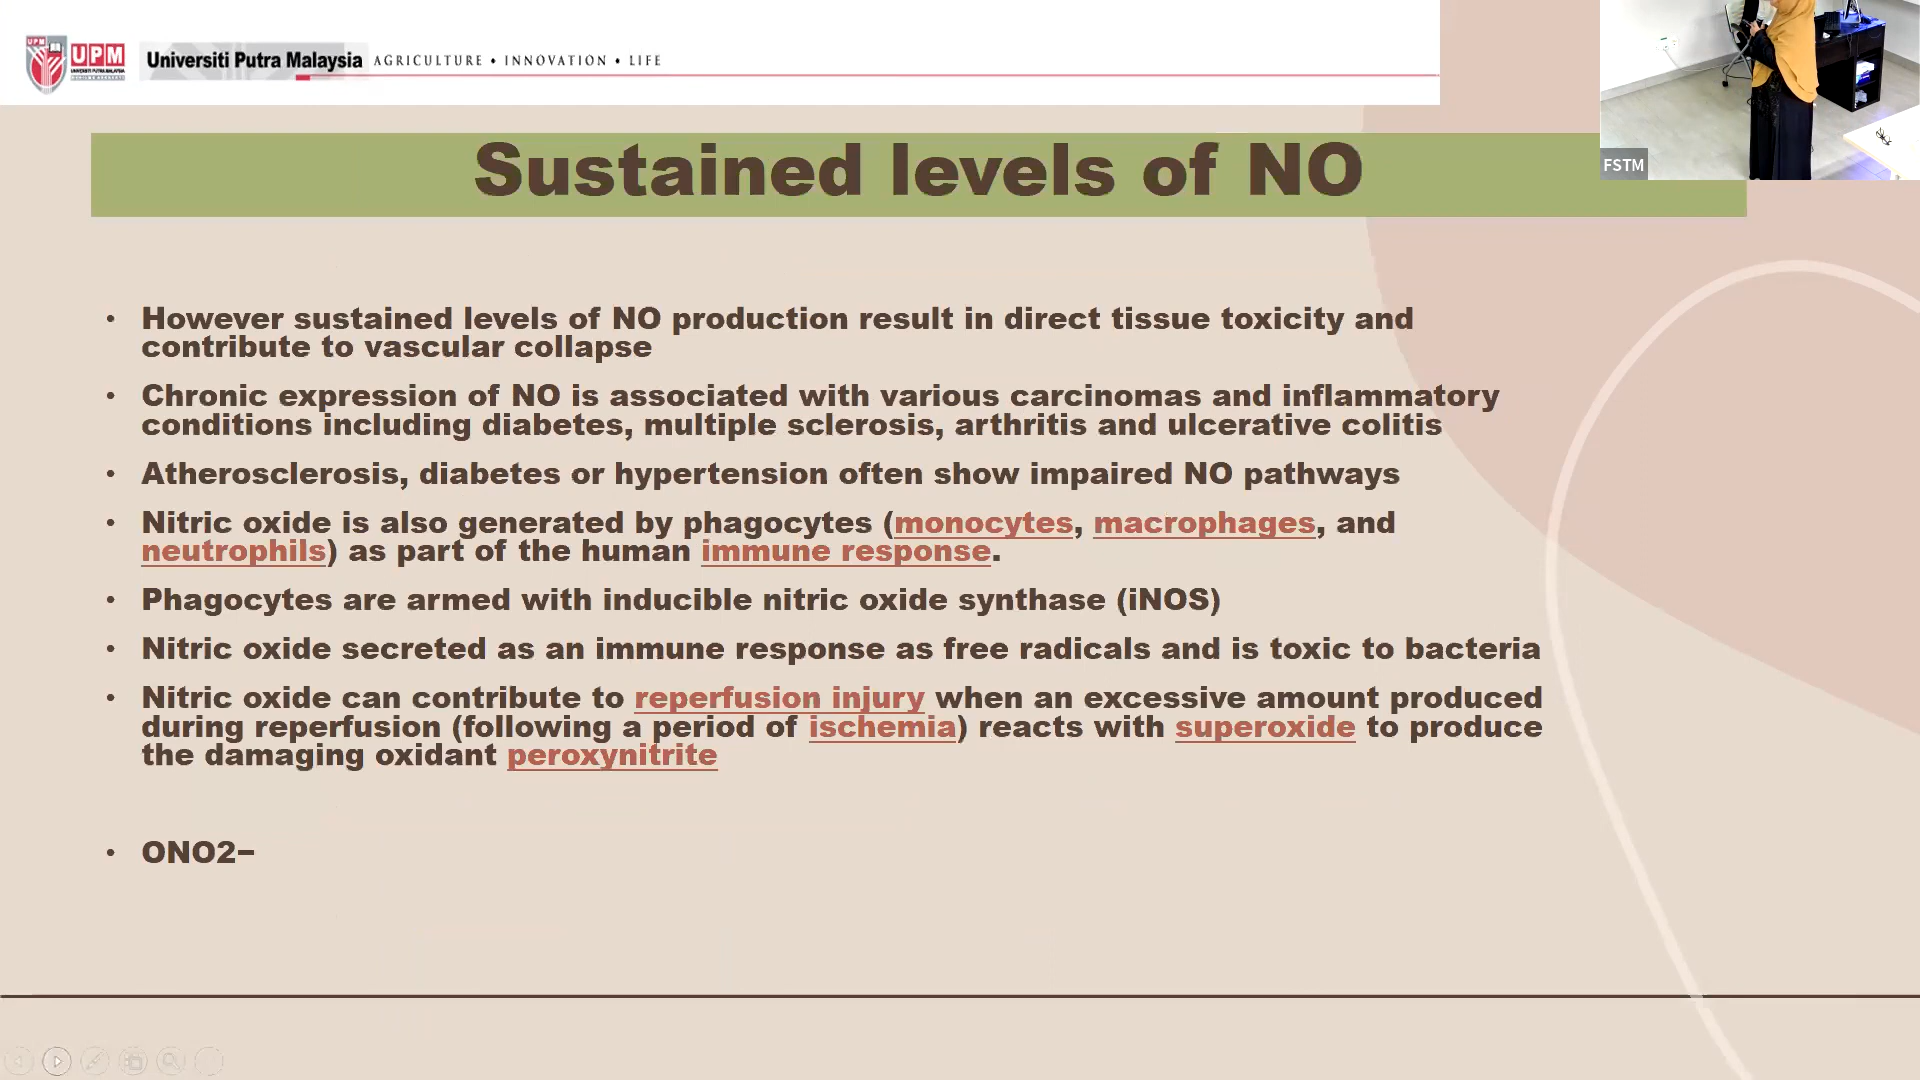 UPM
UPM
UNIVERSITI PUTRA MALAYSIA
Universiti Putra Malaysia AGRICULTURE • INNOVATION • LIFE
FSTM
Sustained levels of NO
• However sustained levels of NO production result in direct tissue toxicity and
contribute to vascular collapse
• Chronic expression of NO is associated with various carcinomas and inflammatory
conditions including diabetes, multiple sclerosis, arthritis and ulcerative colitis
• Atherosclerosis, diabetes or hypertension often show impaired NO pathways
• Nitric oxide is also generated by phagocytes (monocytes, macrophages, and
neutrophils) as part of the human immune response.
• Phagocytes are armed with inducible nitric oxide synthase (iNOS)
• Nitric oxide secreted as an immune response as free radicals and is toxic to bacteria
• Nitric oxide can contribute to reperfusion injury when an excessive amount produced
during reperfusion (following a period of ischemia) reacts with superoxide to produce
the damaging oxidant peroxynitrite
• ONO2−